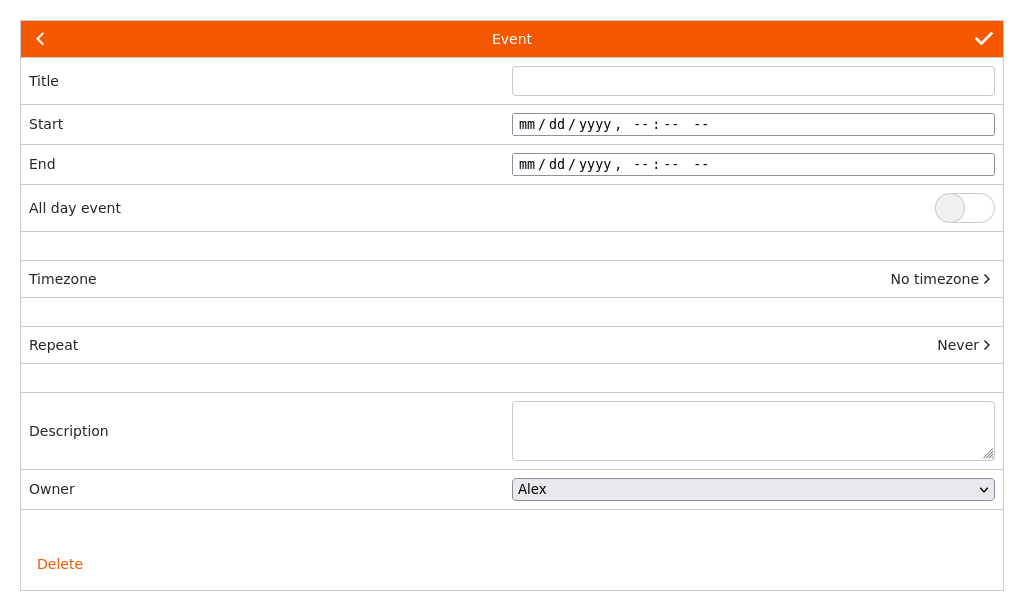 Event
Title
Start mm/dd/yyyy, --:-- --
End mm/dd/yyyy, --:-- --
All day event
Timezone No timezone
Repeat Never
Description
Owner Alex
Delete